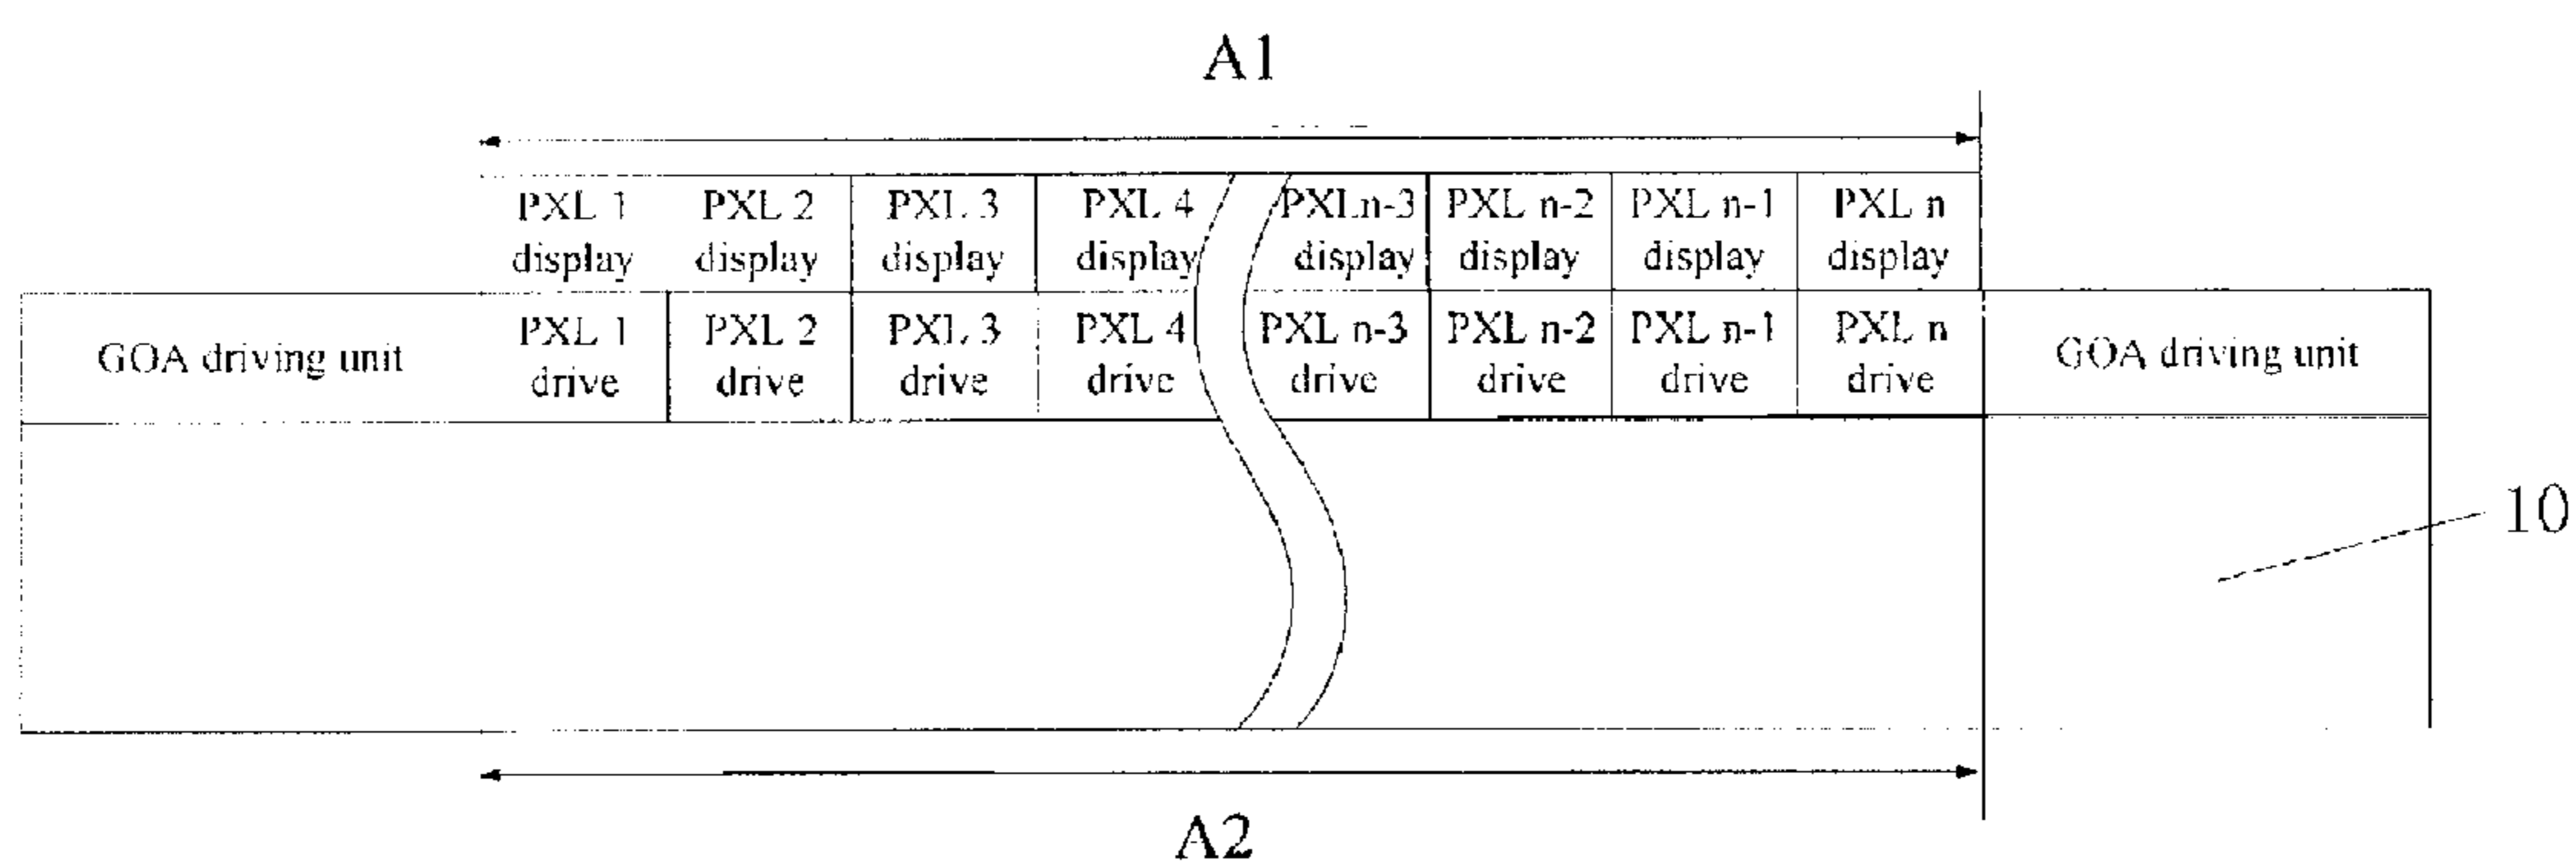 A1
PXL 1 PXL 2 PXL 3 PXL 4 PXLn-3 PXL n-2 PXL n-1 PXL n
display display display display display display display display
PXL 1 PXL 2 PXL 3 PXL 4 PXL n-3 PXL n-2 PXL n-1 PXL n
GOA driving unit drive drive drive drive drive drive drive drive GOA driving unit
10
A2